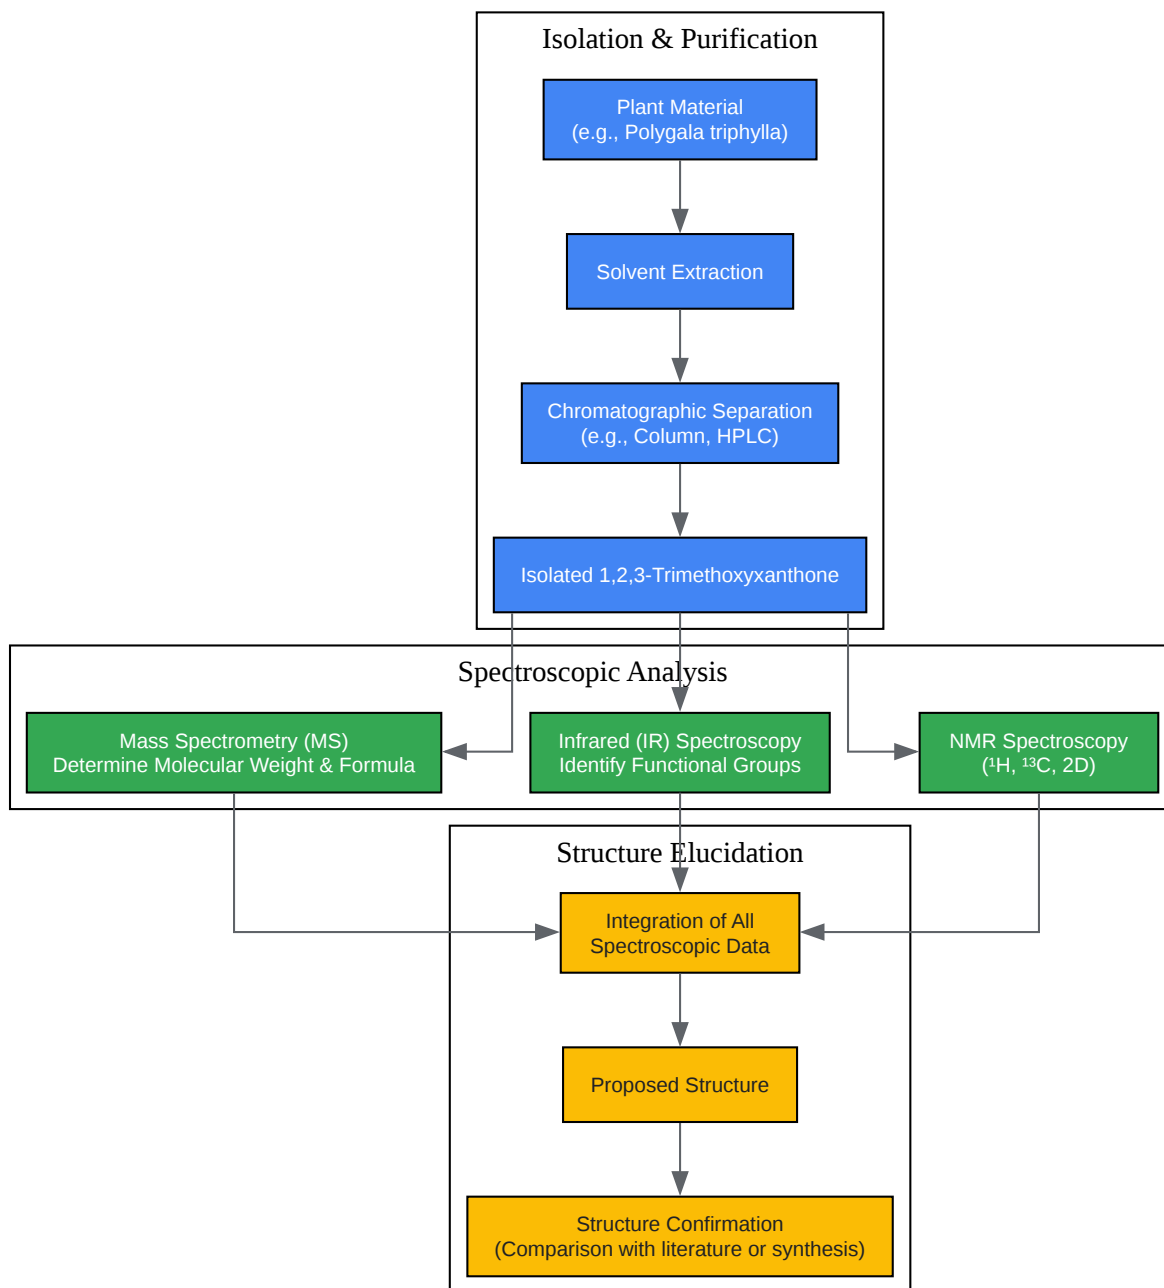 Isolation & Purification
Plant Material
(e.g., Polygala triphylla)
Solvent Extraction
Chromatographic Separation
(e.g., Column, HPLC)
Isolated 1,2,3-Trimethoxyxanthone
Spectroscopic Analysis
Mass Spectrometry (MS)
Determine Molecular Weight & Formula
Infrared (IR) Spectroscopy
Identify Functional Groups
NMR Spectroscopy
(¹H, ¹³C, 2D)
Structure Elucidation
Integration of All
Spectroscopic Data
Proposed Structure
Structure Confirmation
(Comparison with literature or synthesis)